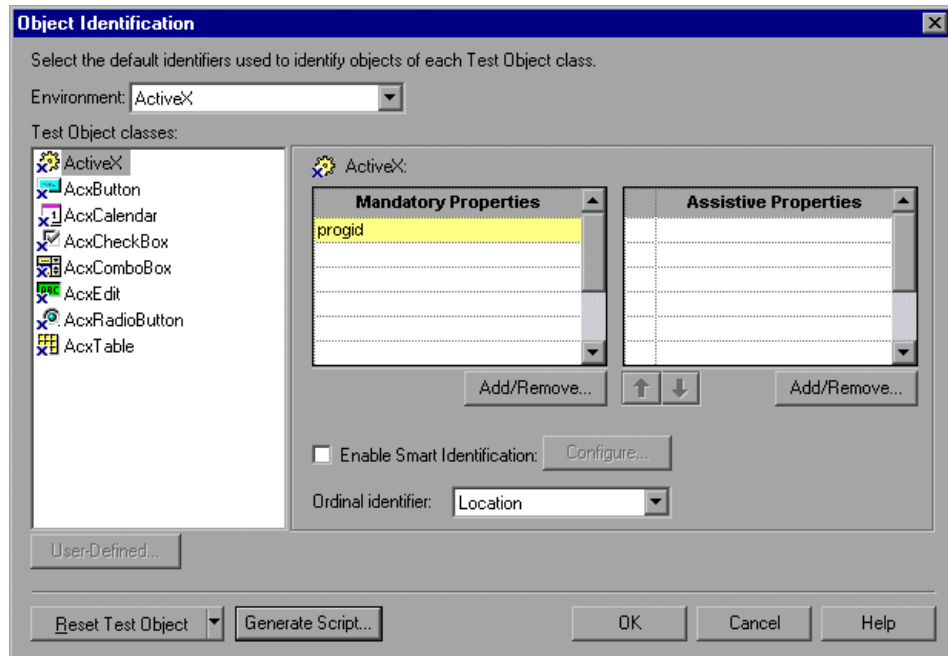 Object Identification
Select the default identifiers used to identify objects of each Test Object class.
Environment: ActiveX
Test Object classes:
ActiveX
AcxButton
AcxCalendar
AcxCheckBox
AcxComboBox
AcxEdit
AcxRadioButton
AcxTable
ActiveX:
Mandatory Properties
progid
Add/Remove...
Assistive Properties
Add/Remove...
Enable Smart Identification: Configure...
Ordinal identifier: Location
User-Defined...
Reset Test Object Generate Script... OK Cancel Help